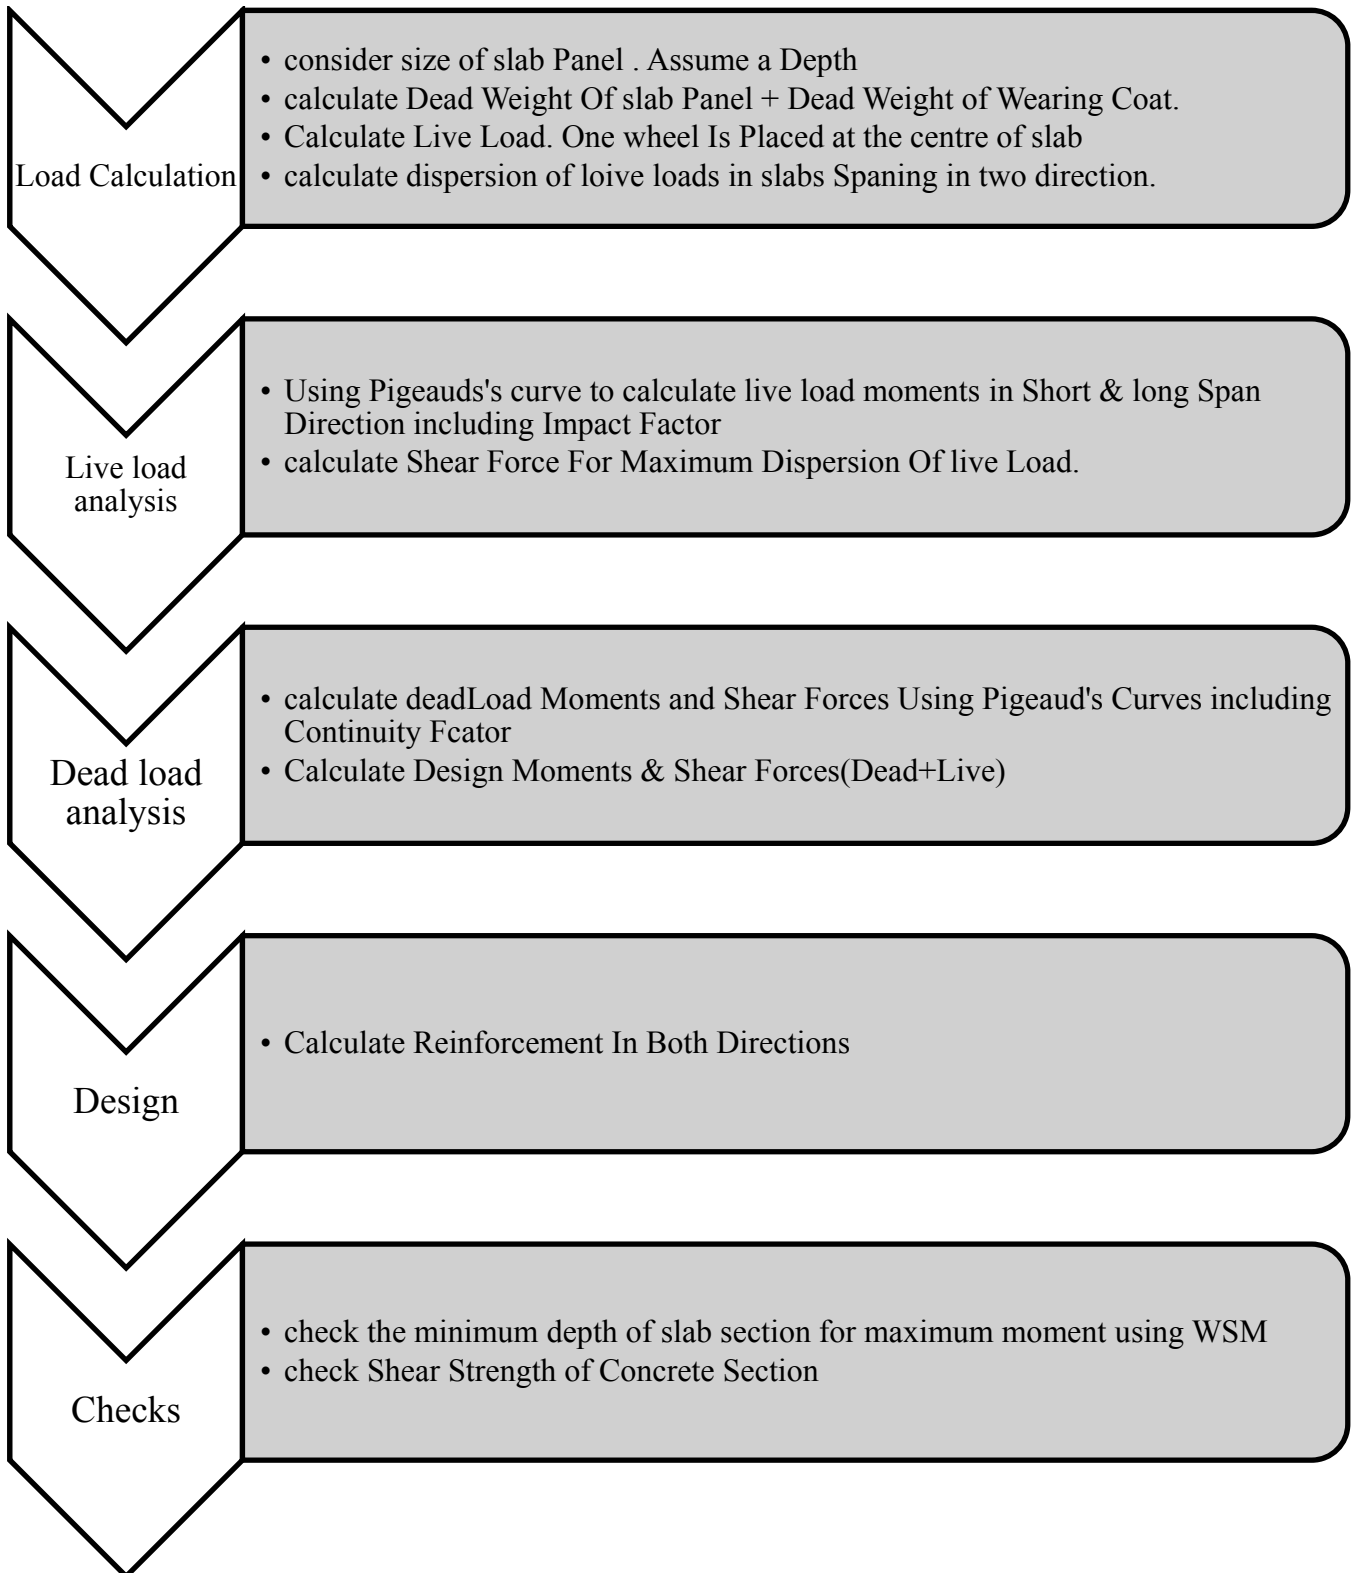 Load Calculation
• consider size of slab Panel . Assume a Depth
• calculate Dead Weight Of slab Panel + Dead Weight of Wearing Coat.
• Calculate Live Load. One wheel Is Placed at the centre of slab
• calculate dispersion of loive loads in slabs Spaning in two direction.
Live load
analysis
• Using Pigeauds's curve to calculate live load moments in Short & long Span
Direction including Impact Factor
• calculate Shear Force For Maximum Dispersion Of live Load.
Dead load
analysis
• calculate deadLoad Moments and Shear Forces Using Pigeaud's Curves including
Continuity Fcator
• Calculate Design Moments & Shear Forces(Dead+Live)
Design
• Calculate Reinforcement In Both Directions
Checks
• check the minimum depth of slab section for maximum moment using WSM
• check Shear Strength of Concrete Section